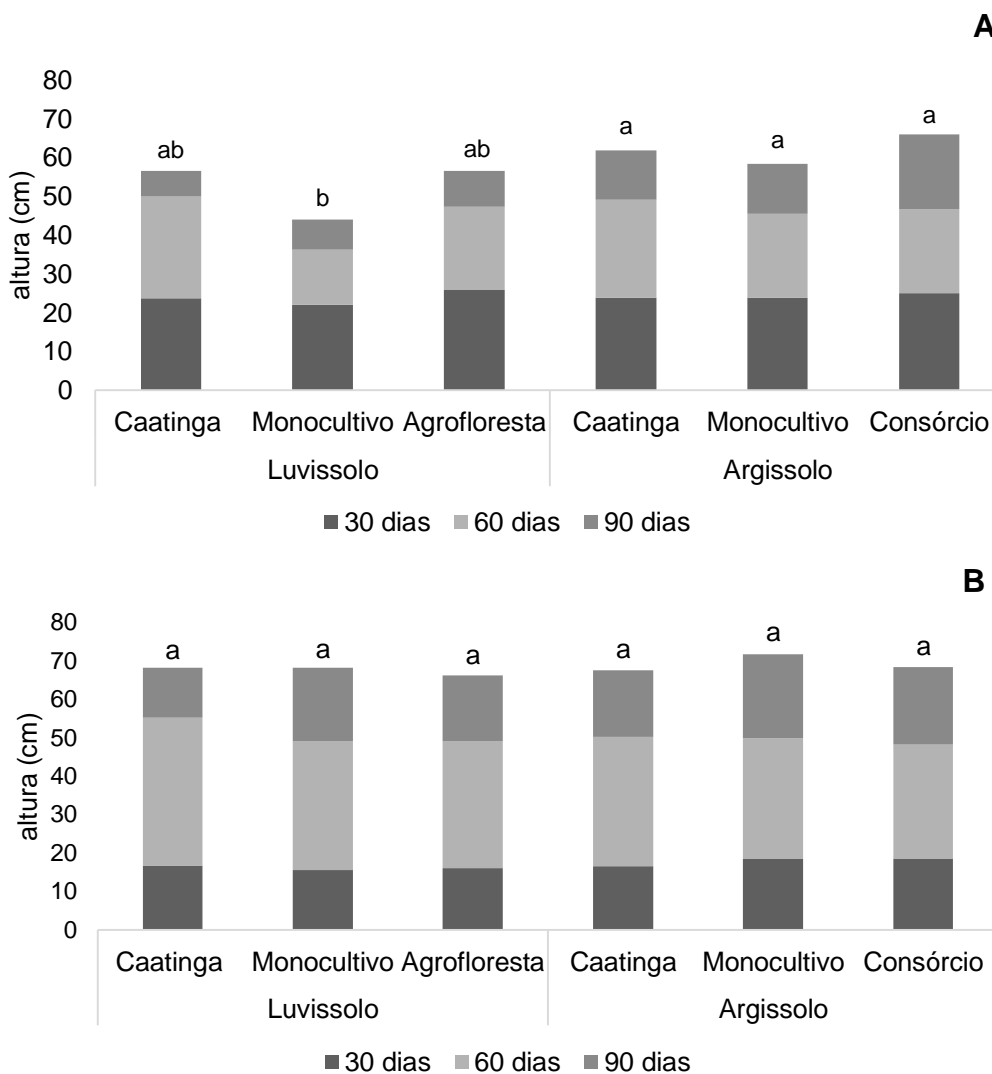 A
80
70
60
50
40
30
20
10
0
altura (cm)
ab
b
ab
a
a
a
Caatinga Monocultivo Agrofloresta Caatinga Monocultivo Consórcio
Luvissolo Argissolo
30 dias 60 dias 90 dias
B
80
70
60
50
40
30
20
10
0
altura (cm)
a
a
a
a
a
a
Caatinga Monocultivo Agrofloresta Caatinga Monocultivo Consórcio
Luvissolo Argissolo
30 dias 60 dias 90 dias